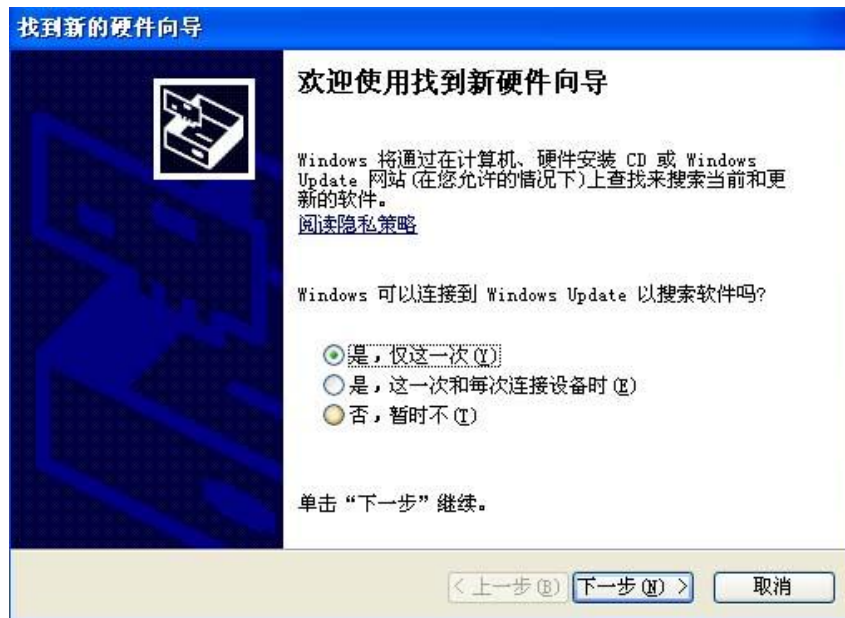 找到新的硬件向导
欢迎使用找到新硬件向导
Windows 将通过在计算机、硬件安装 CD 或 Windows
Update 网站(在您允许的情况下)上查找来搜索当前和更
新的软件。
阅读隐私策略
Windows 可以连接到 Windows Update 以搜索软件吗?
是，仅这一次(Y)
是，这一次和每次连接设备时(E)
否，暂时不(T)
单击“下一步”继续。
< 上一步(B) 下一步(N) > 取消